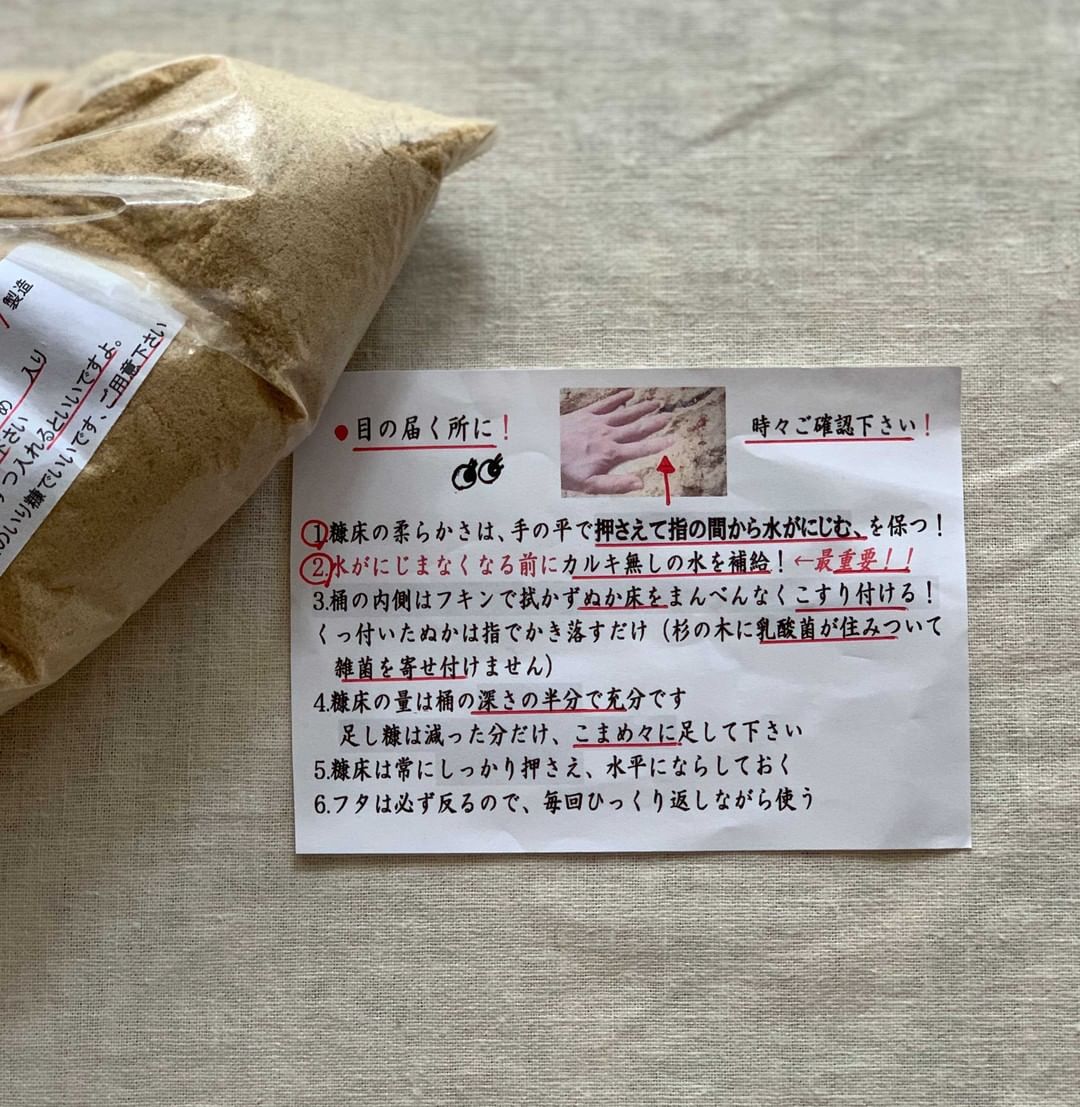 製造
入り
め
下さい
ずつ入れるといいですよ。
のいり糠でいいです、ご用意下さい
●目の届く所に！
時々ご確認下さい！
1.糠床の柔らかさは、手の平で押さえて指の間から水がにじむ、を保つ！
2.水がにじまなくなる前にカルキ無しの水を補給！←最重要！！
3.桶の内側はフキンで拭かずぬか床をまんべんなくこすり付ける！
くっ付いたぬかは指でかき落すだけ（杉の木に乳酸菌が住みついて
雑菌を寄せ付けません）
4.糠床の量は桶の深さの半分で充分です
足し糠は減った分だけ、こまめ々に足して下さい
5.糠床は常にしっかり押さえ、水平にならしておく
6.フタは必ず反るので、毎回ひっくり返しながら使う